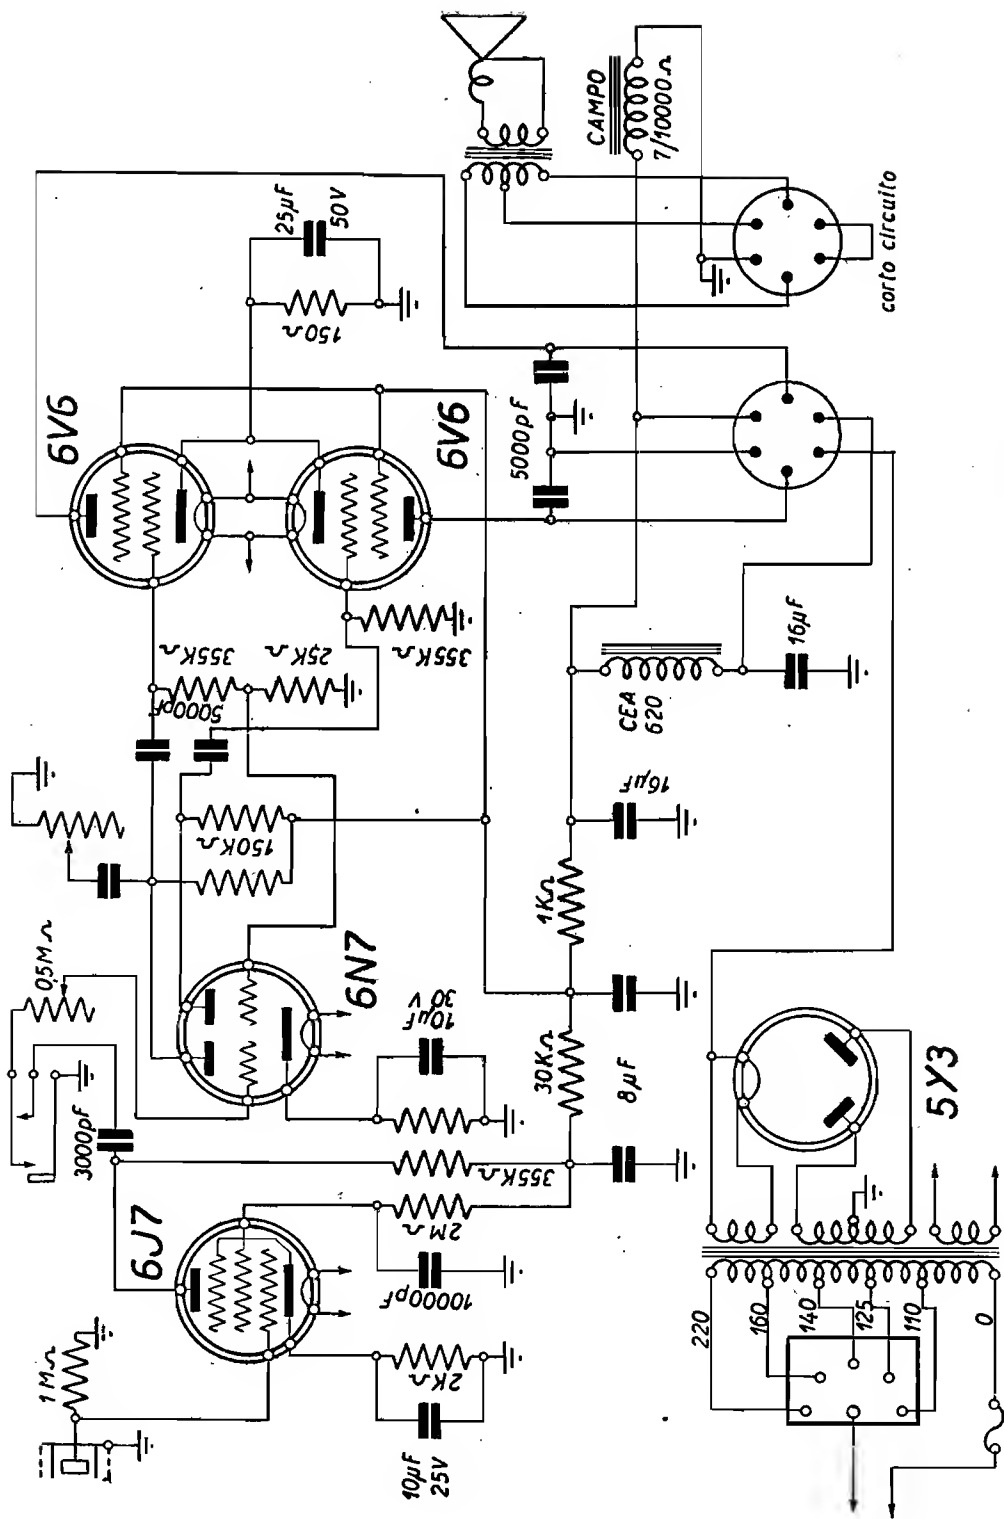 1 MΩ
10µF
25V
2KΩ
6J7
10000pF
2MΩ
355KΩ
3000pF
0,5MΩ
6N7
10µF
30V
150KΩ
5000pF
355KΩ
25KΩ
355KΩ
6V6
6V6
150Ω
25µF
50V
30KΩ
8µF
1KΩ
16µF
CEA
620
16µF
5000pF
CAMPO
7/10000Ω
corto circuito
220
160
140
125
110
0
5Y3